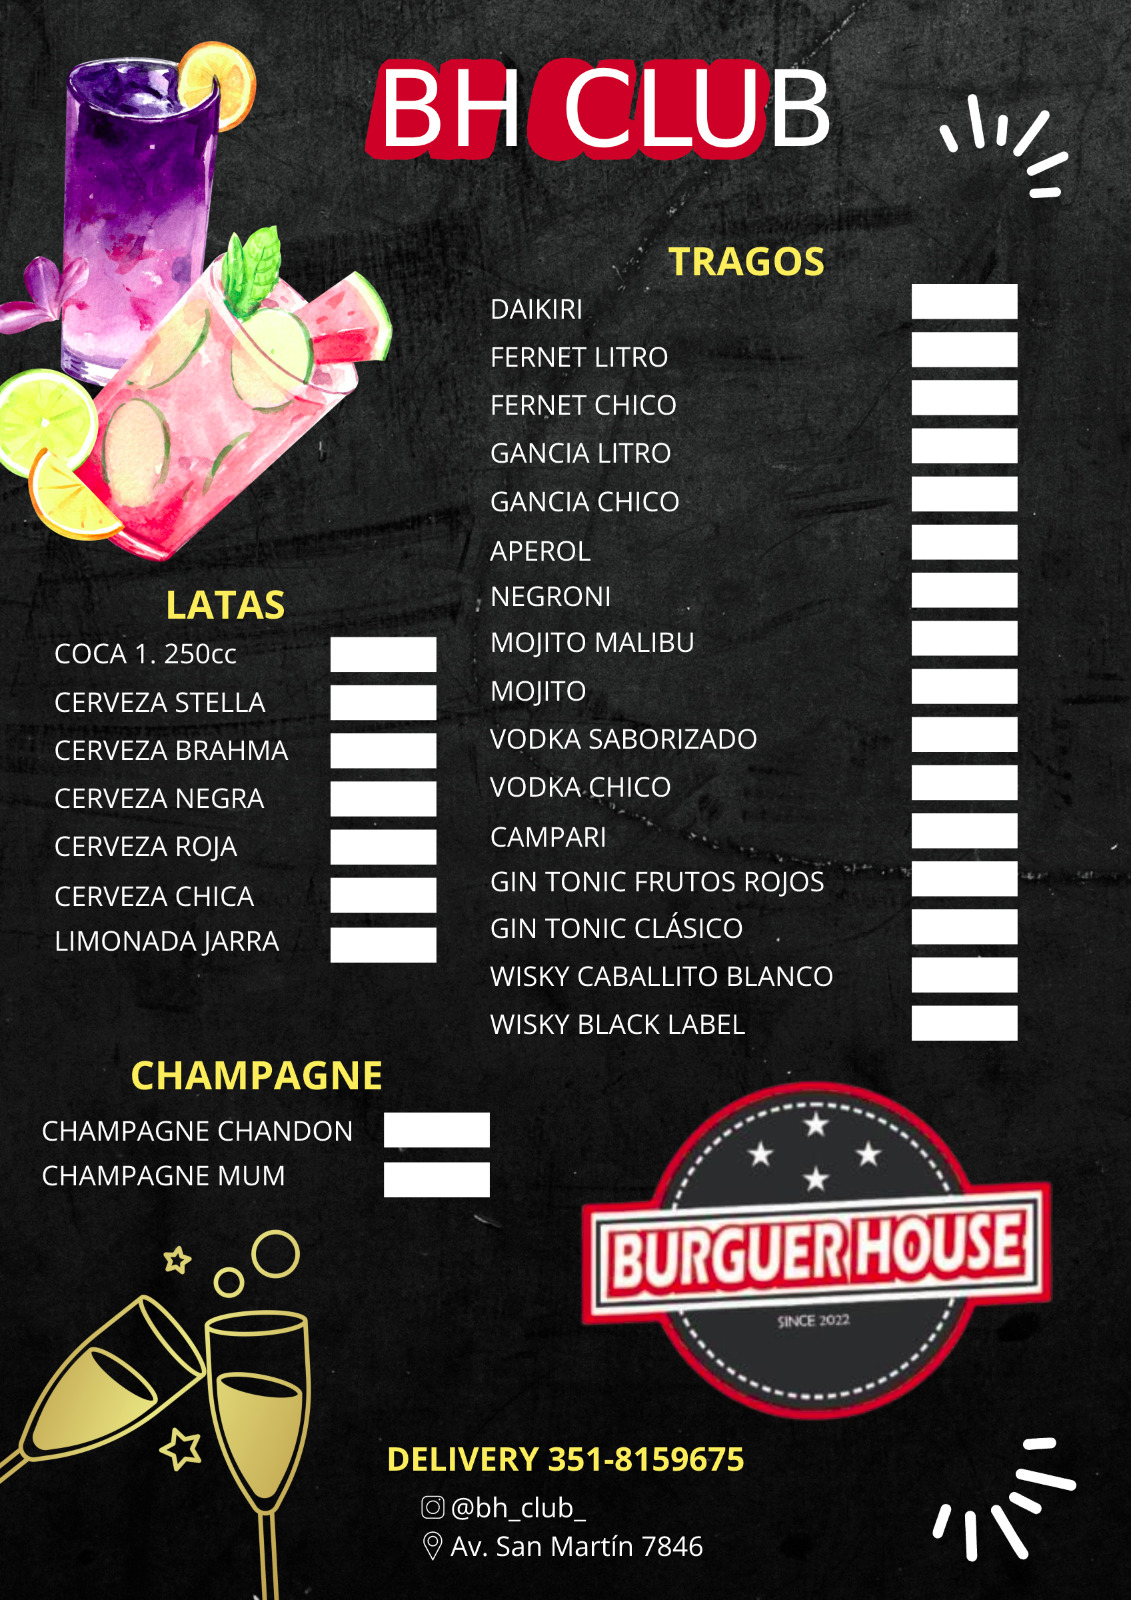 BH CLUB
TRAGOS
DAIKIRI
FERNET LITRO
FERNET CHICO
GANCIA LITRO
GANCIA CHICO
APEROL
NEGRONI
MOJITO MALIBU
MOJITO
VODKA SABORIZADO
VODKA CHICO
CAMPARI
GIN TONIC FRUTOS ROJOS
GIN TONIC CLÁSICO
WISKY CABALLITO BLANCO
WISKY BLACK LABEL
LATAS
COCA 1. 250cc
CERVEZA STELLA
CERVEZA BRAHMA
CERVEZA NEGRA
CERVEZA ROJA
CERVEZA CHICA
LIMONADA JARRA
CHAMPAGNE
CHAMPAGNE CHANDON
CHAMPAGNE MUM
BURGUER HOUSE
SINCE 2022
DELIVERY 351-8159675
@bh_club_
Av. San Martín 7846